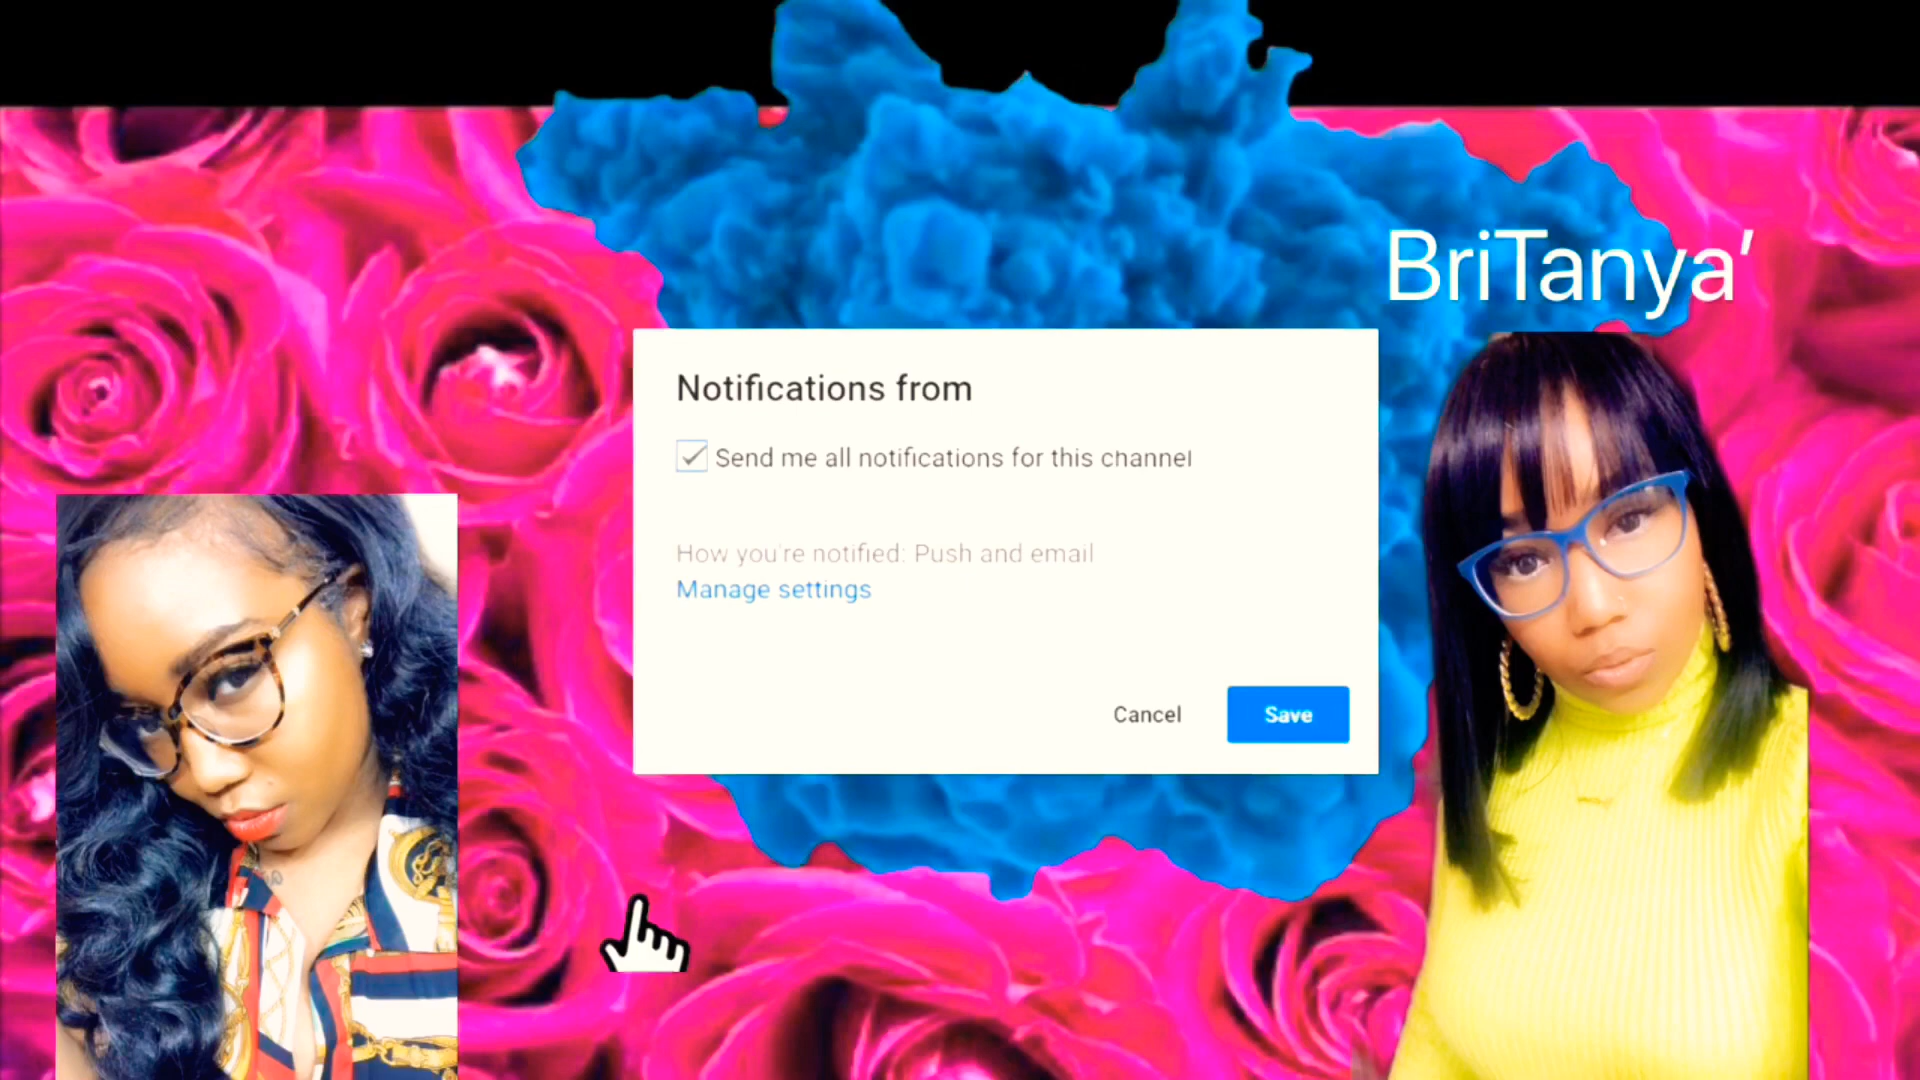 BriTanya'
Notifications from
Send me all notifications for this channel
How you're notified: Push and email
Manage settings
Cancel
Save